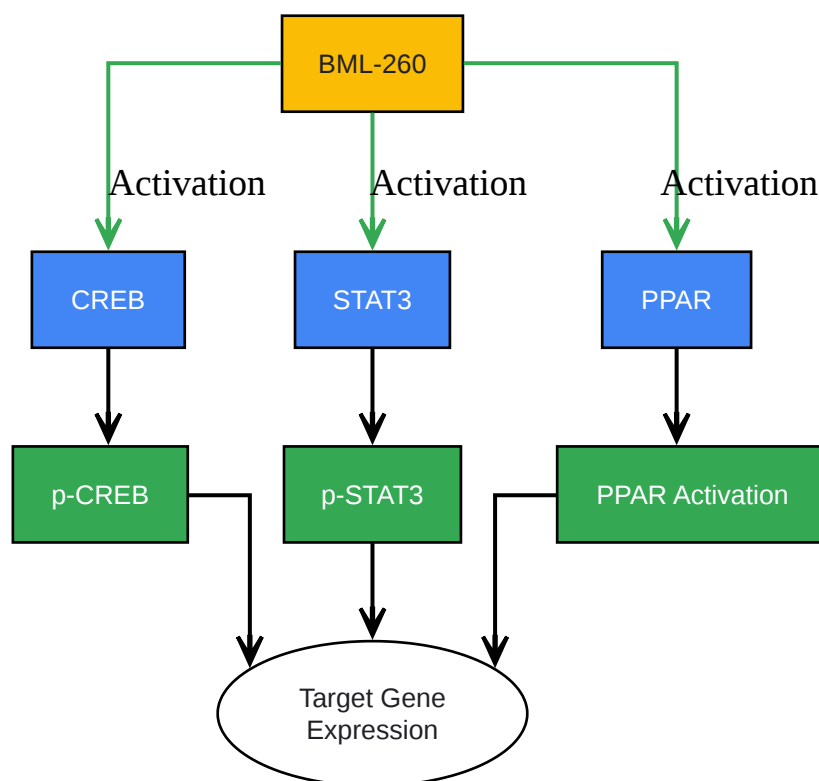 BML-260
Activation
Activation
Activation
CREB
STAT3
PPAR
p-CREB
p-STAT3
PPAR Activation
Target Gene
Expression